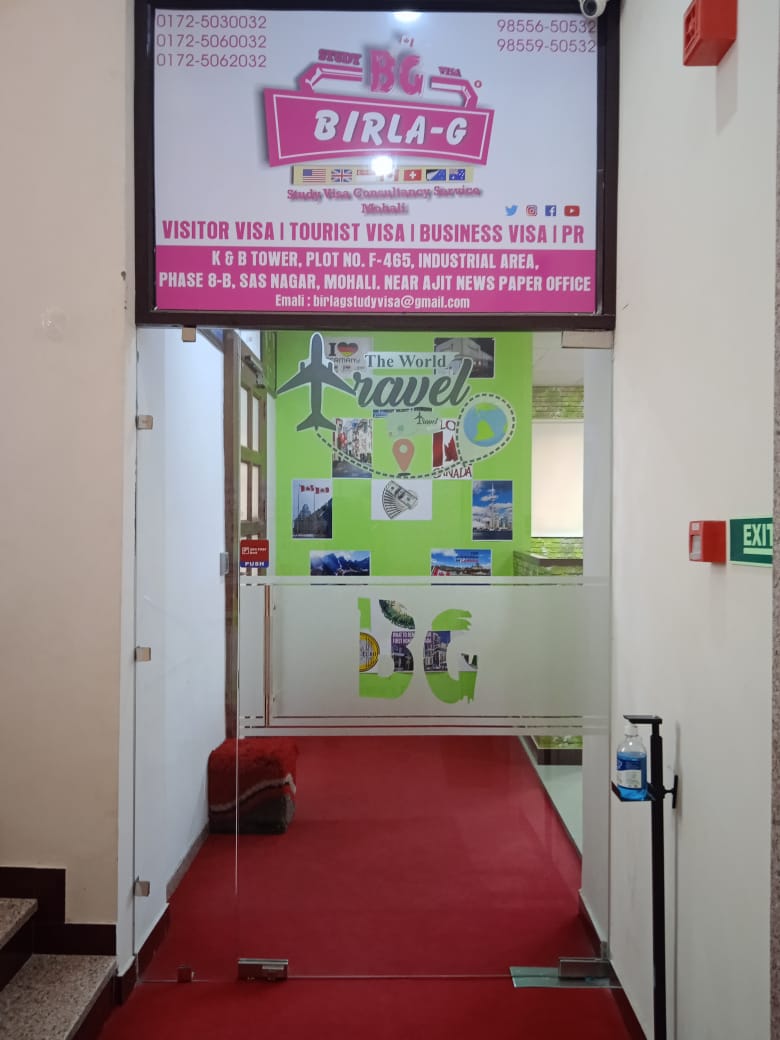 0172-5030032
0172-5060032
0172-5062032
98556-50532
98559-50532
STUDY BG VISA
BIRLA-G
Study Visa Consultancy Service
Mohali
VISITOR VISA | TOURIST VISA | BUSINESS VISA | PR
K & B TOWER, PLOT NO. F-465, INDUSTRIAL AREA,
PHASE 8-B, SAS NAGAR, MOHALI. NEAR AJIT NEWS PAPER OFFICE
Emali : birlagstudyvisa@gmail.com
I
The World
Travel
Travel
CANADA
PUSH
EXIT
BG